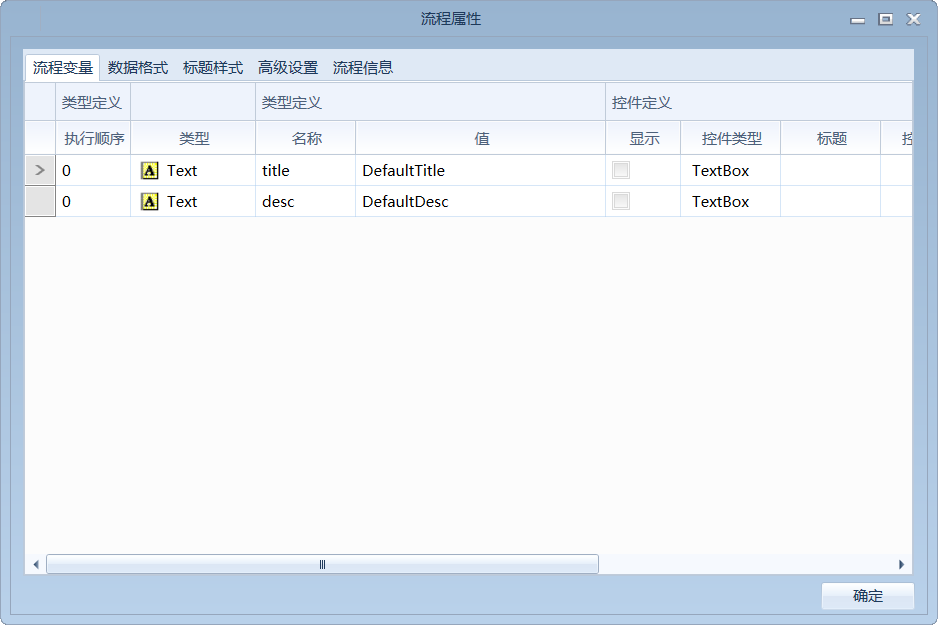 流程属性
流程变量 数据格式 标题样式 高级设置 流程信息
类型定义 类型定义 控件定义
执行顺序 类型 名称 值 显示 控件类型 标题
0 A Text title DefaultTitle TextBox
0 A Text desc DefaultDesc TextBox
确定